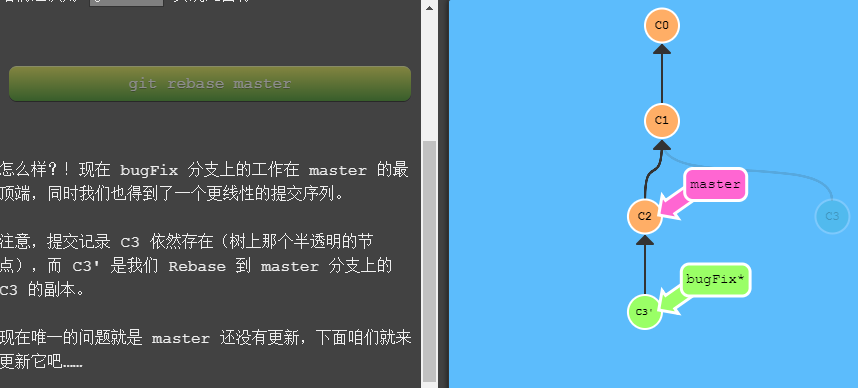 git rebase master
怎么样？！现在 bugFix 分支上的工作在 master 的最
顶端，同时我们也得到了一个更线性的提交序列。
注意，提交记录 C3 依然存在（树上那个半透明的节
点），而 C3' 是我们 Rebase 到 master 分支上的
C3 的副本。
现在唯一的问题就是 master 还没有更新，下面咱们就来
更新它吧……
C0
C1
master
C2
C3
bugFix*
C3'